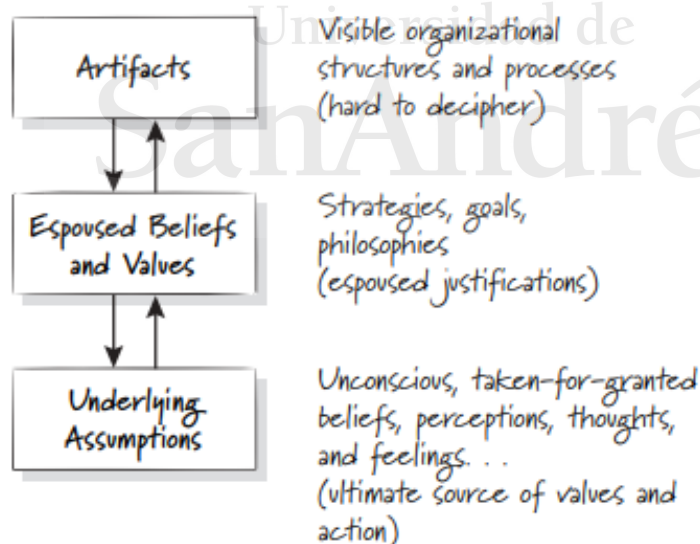 Universidad de
SanAndré
Artifacts
Visible organizational
structures and processes
(hard to decipher)
Espoused Beliefs
and Values
Strategies, goals,
philosophies
(espoused justifications)
Underlying
Assumptions
Unconscious, taken-for-granted
beliefs, perceptions, thoughts,
and feelings. . .
(ultimate source of values and
action)